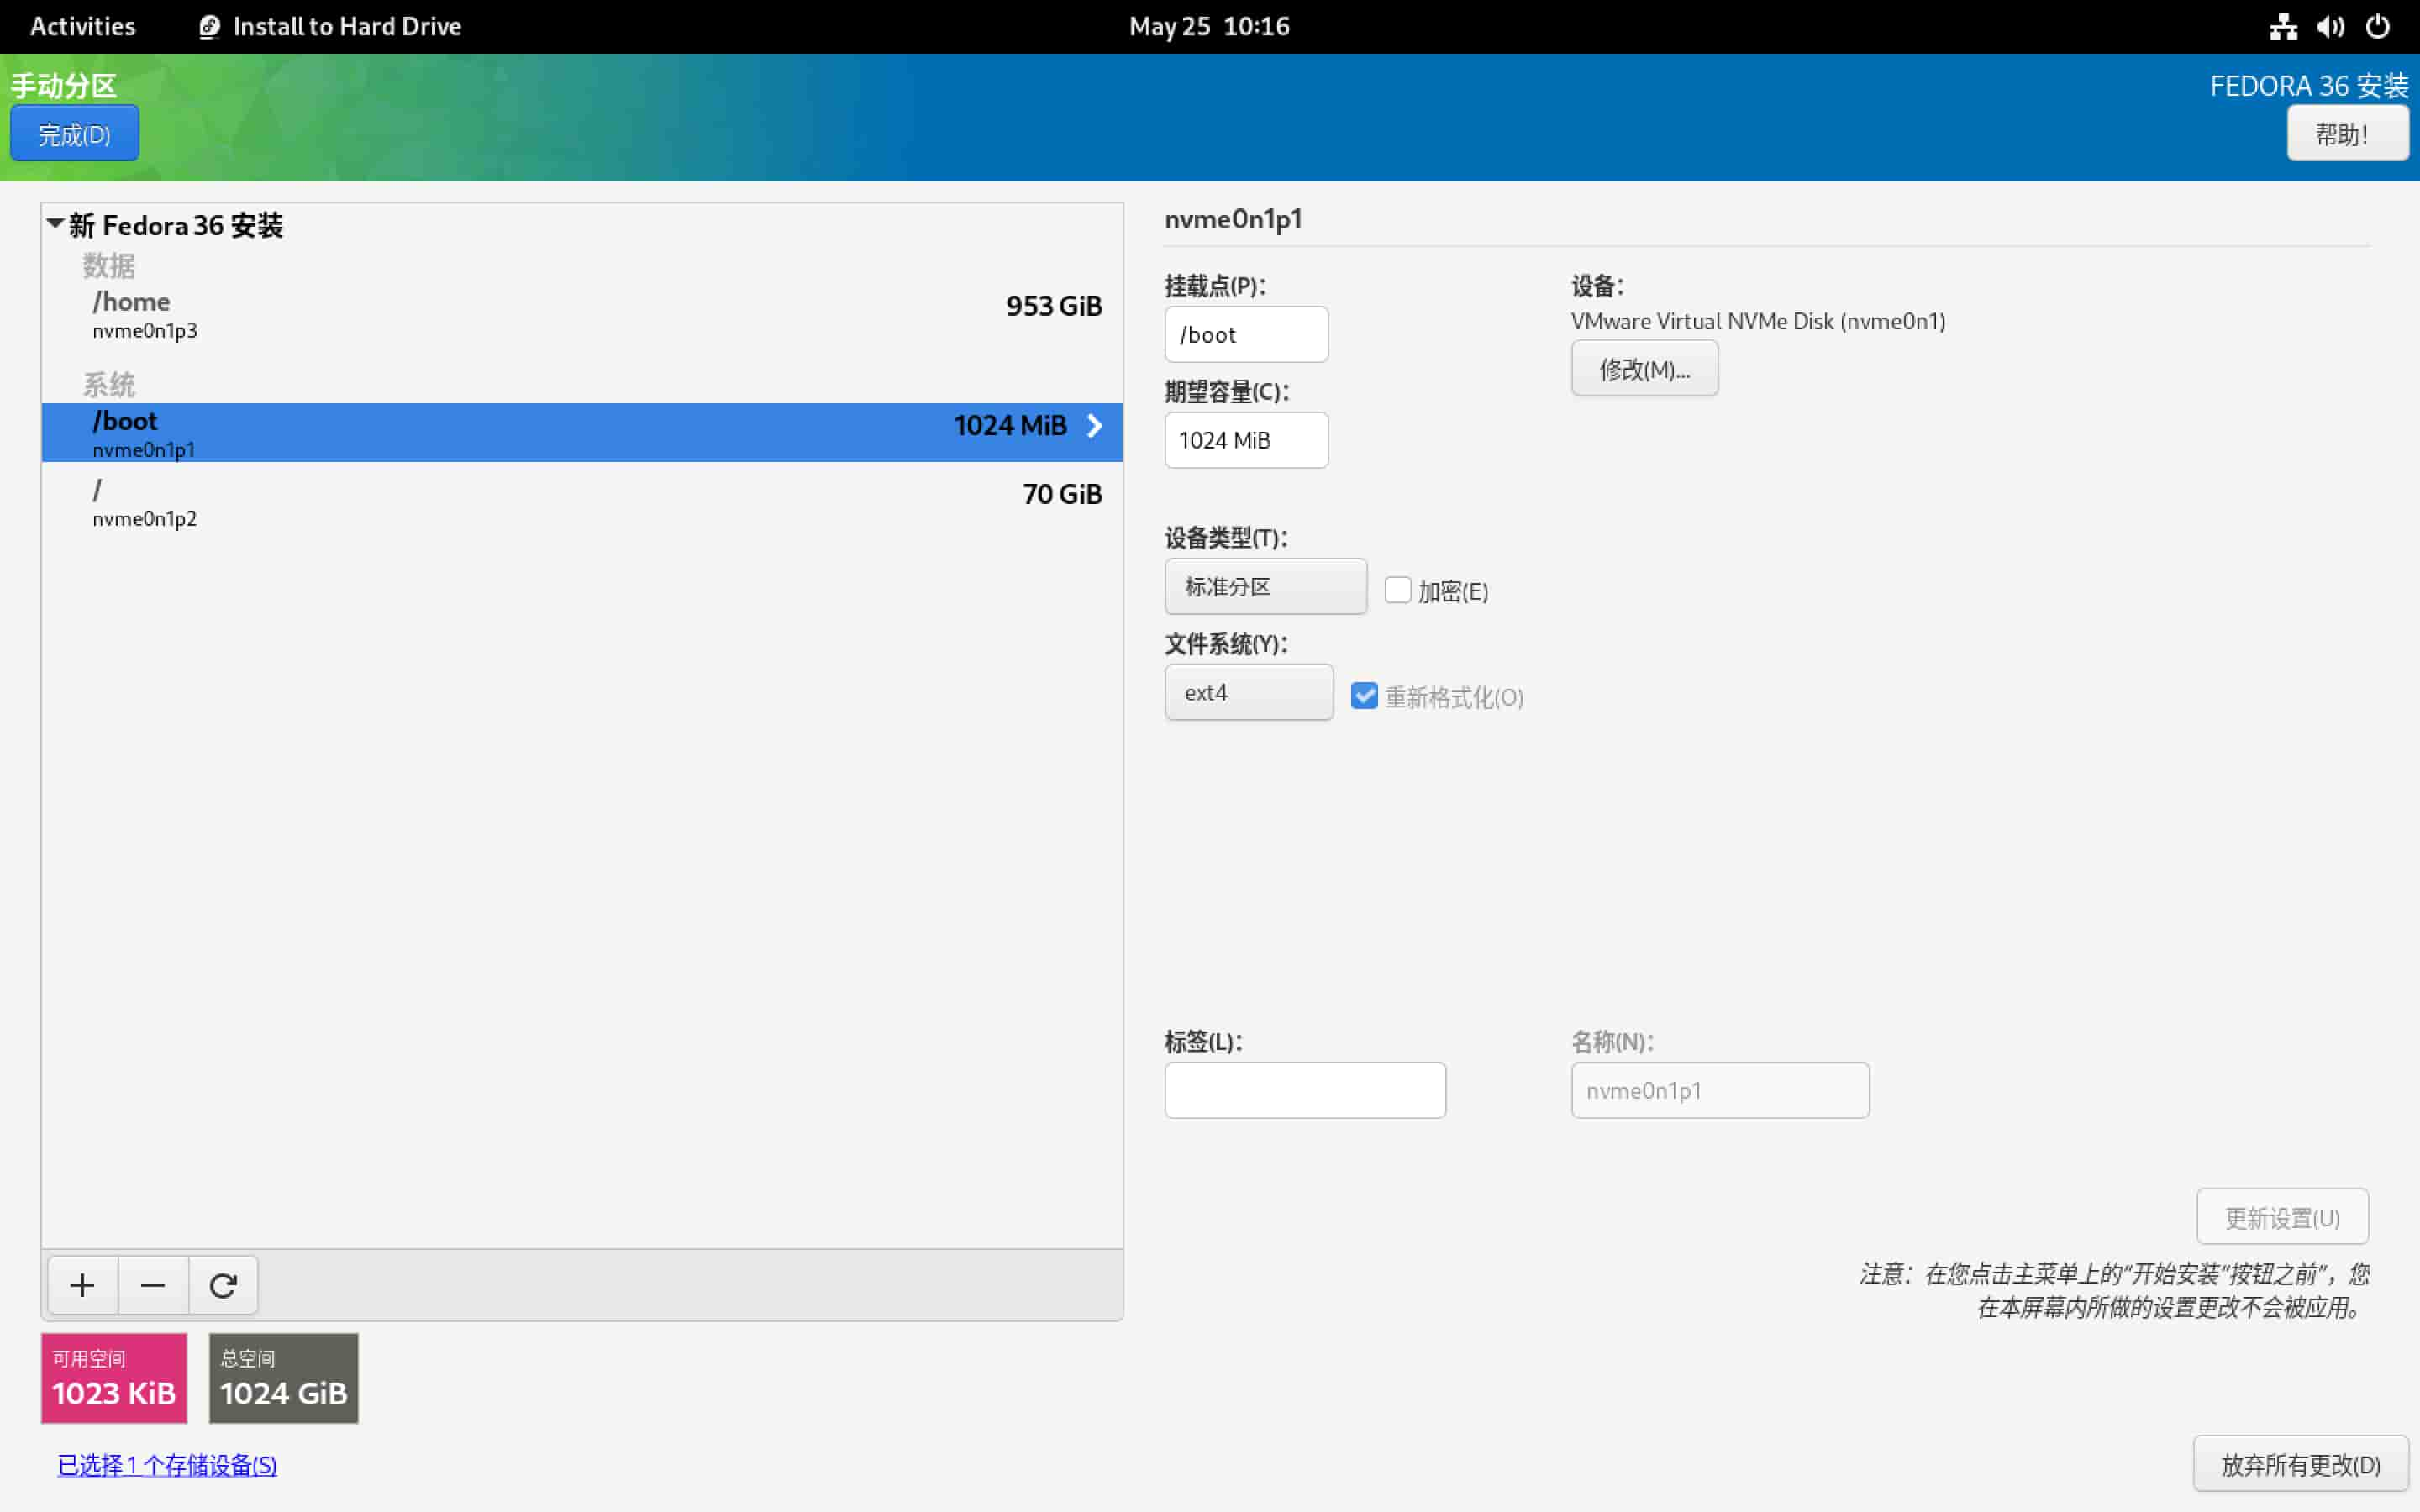 Activities Install to Hard Drive May 25 10:16
手动分区 FEDORA 36 安装
完成(D) 帮助!
新 Fedora 36 安装
数据
/home 953 GiB
nvme0n1p3
系统
/boot 1024 MiB
nvme0n1p1
/ 70 GiB
nvme0n1p2
nvme0n1p1
挂载点(P): 设备:
/boot VMware Virtual NVMe Disk (nvme0n1)
修改(M)...
期望容量(C):
1024 MiB
设备类型(T):
标准分区 加密(E)
文件系统(Y):
ext4 重新格式化(O)
标签(L): 名称(N):
nvme0n1p1
更新设置(U)
注意：在您点击主菜单上的“开始安装“按钮之前”，您
在本屏幕内所做的设置更改不会被应用。
可用空间
1023 KiB
总空间
1024 GiB
已选择 1 个存储设备(S)
放弃所有更改(D)